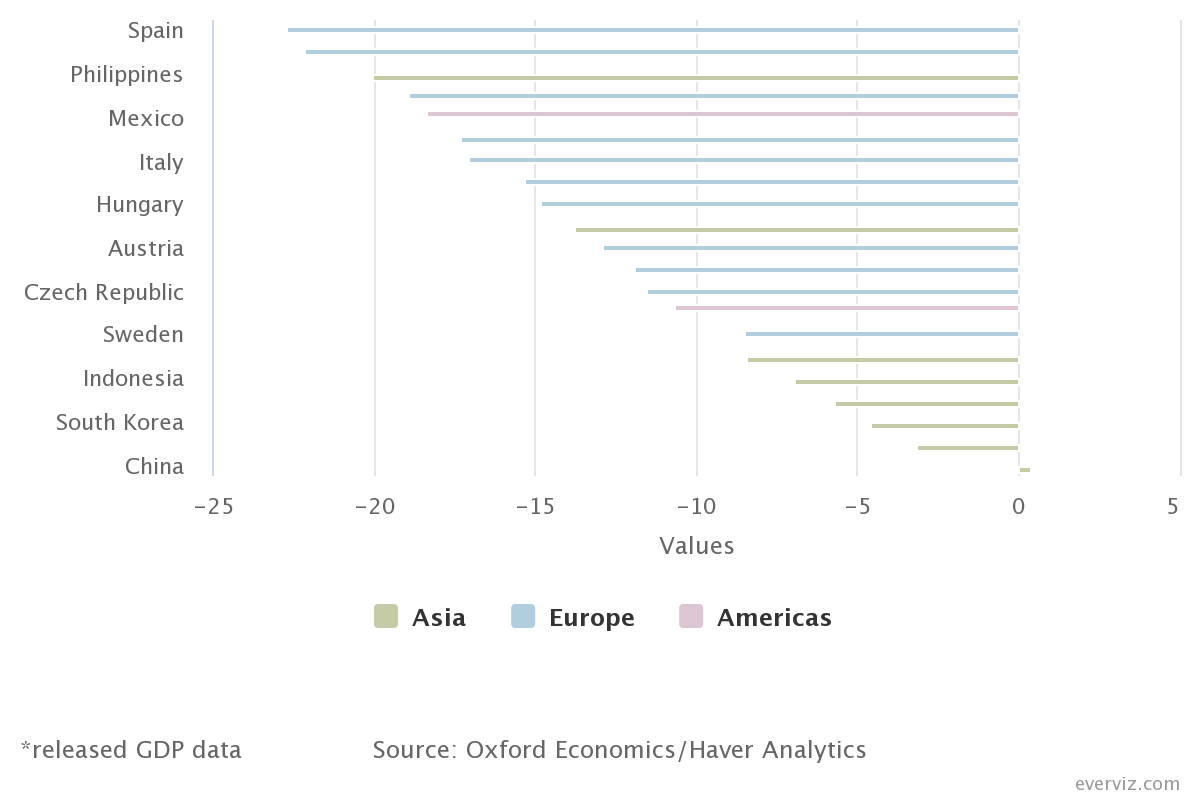 Spain
Philippines
Mexico
Italy
Hungary
Austria
Czech Republic
Sweden
Indonesia
South Korea
China
−25 −20 −15 −10 −5 0 5
Values
Asia Europe Americas
*released GDP data Source: Oxford Economics/Haver Analytics
everviz.com